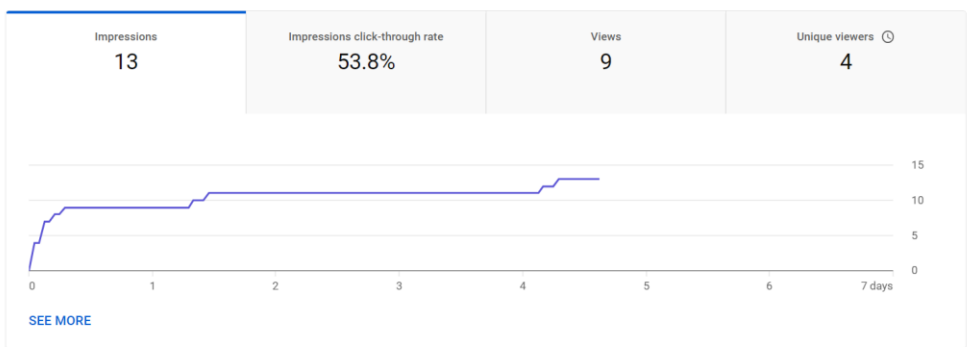 Impressions
13
Impressions click-through rate
53.8%
Views
9
Unique viewers
4
15
10
5
0
0 1 2 3 4 5 6 7 days
SEE MORE